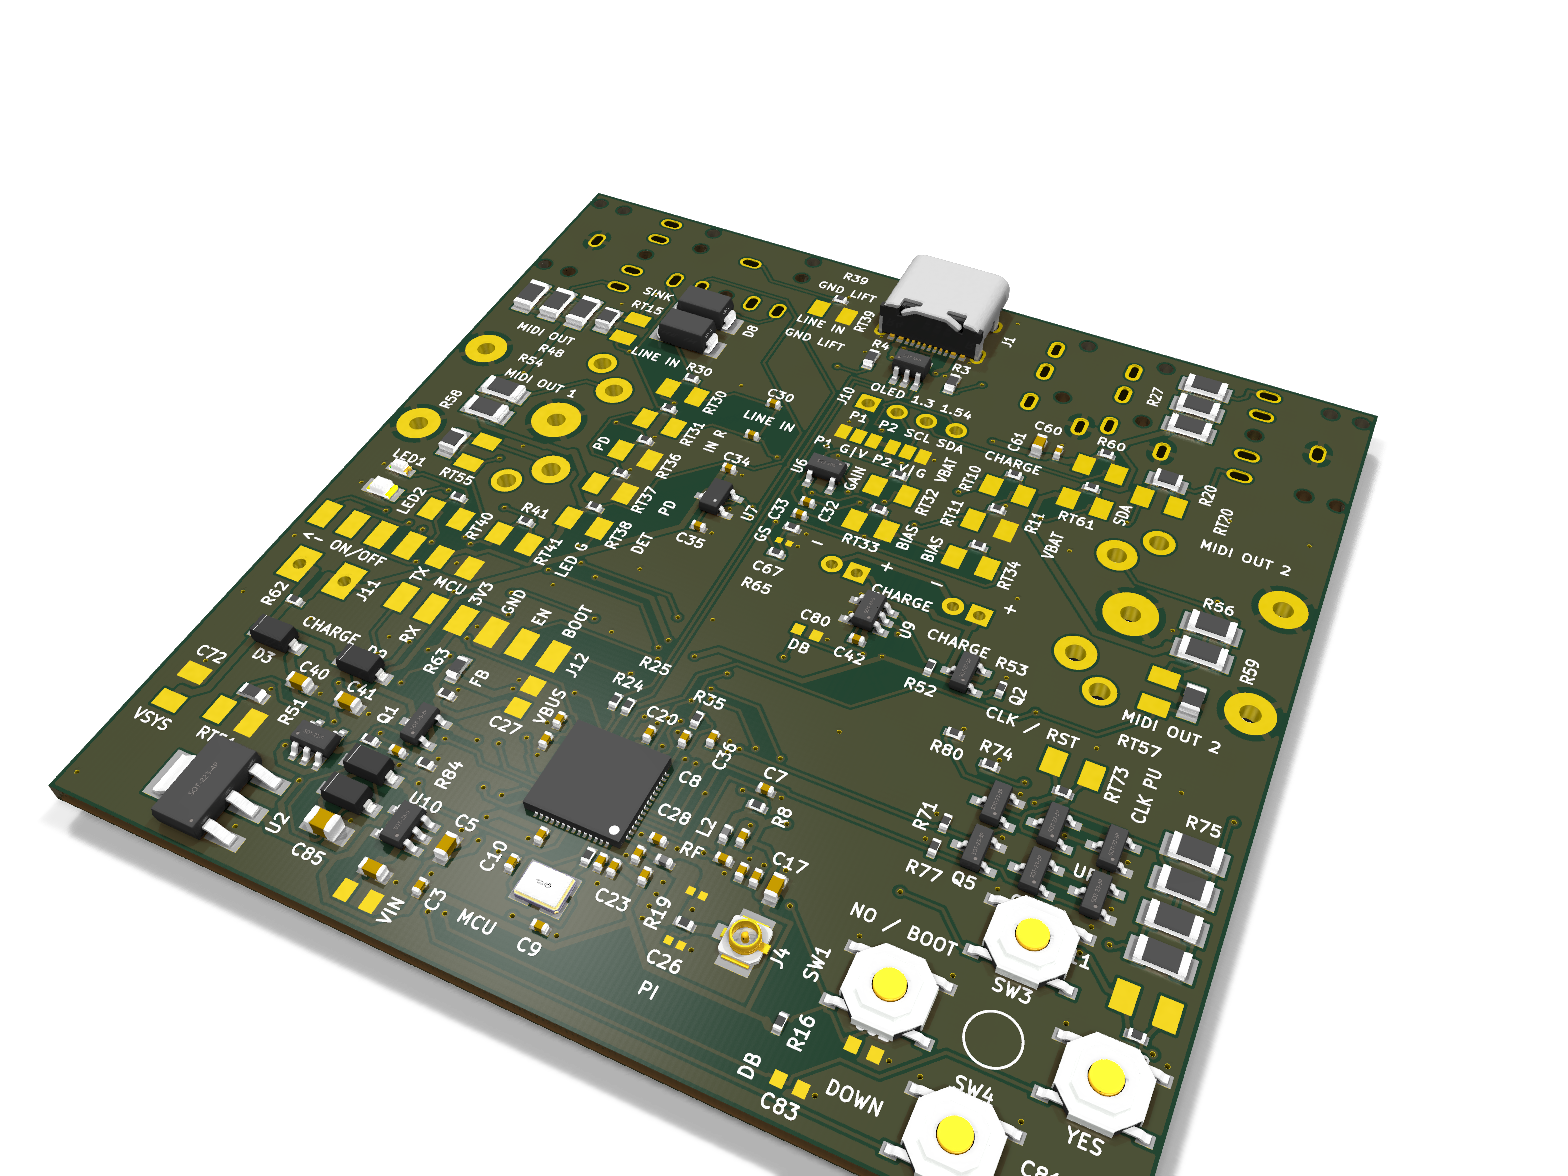 R39
GND LIFT
SINK
RT15
D8
LINE IN
RT39
GND LIFT
J1
MIDI OUT
R48
LINE IN
R30
R4
R3
R27
R54
MIDI OUT 1
R58
RT30
C30
LINE IN
J10
OLED 1.3 1.54
P1
P2 SCL SDA
P1 G|V P2 V|G
VBAT
C61
C60
R60
CHARGE
PD
RT31
IN R
RT36
C34
U6
GAIN
RT32
RT10
RT11
R11
RT61
SDA
R20
RT20
LED1
LED2
RT55
RT37
PD
U7
C35
C33
C32
GS
RT33
BIAS
BIAS
VBAT
RT34
MIDI OUT 2
RT40
R41
RT41
RT38
DET
LED G
C67
R65
−
+
−
+
CHARGE
<- ON/OFF
TX
MCU
3V3
GND
EN
BOOT
RX
J11
J12
R62
D3
CHARGE
C80
DB
C42
U9
CHARGE
R53
R52
Q2
R56
R59
C72
VSYS
C40
C41
R63
FB
R51
Q1
C27
VBUS
R25
R24
R35
C20
C36
CLK / RST
MIDI OUT 2
RT57
R80
R74
RT73
CLK PU
R84
U10
U2
C85
C5
C10
C8
C7
R8
C28
L2
RF
C17
R71
R77
Q5
R75
C3
VIN
MCU
C9
C23
R19
C26
J4
PI
NO / BOOT
SW1
SW3
R16
DB
C83
DOWN
SW4
YES